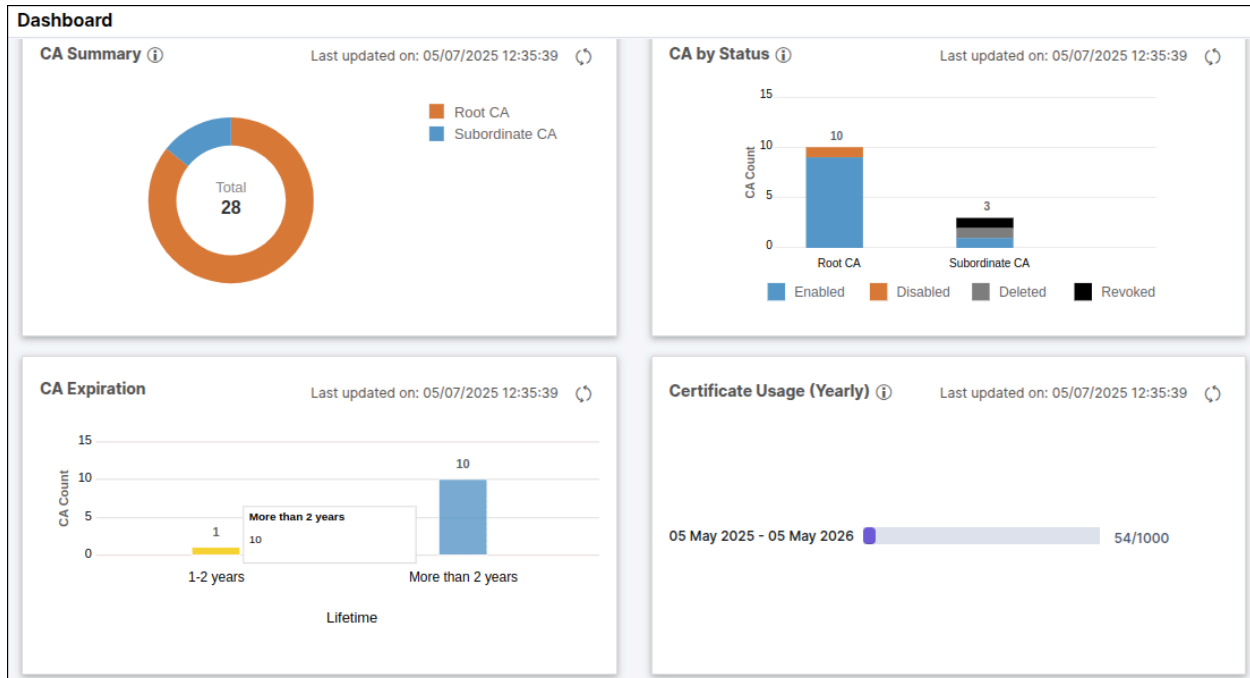 Dashboard
CA Summary
Last updated on: 05/07/2025 12:35:39
Root CA
Subordinate CA
Total
28
CA by Status
Last updated on: 05/07/2025 12:35:39
15
10
5
0
CA Count
10
3
Root CA
Subordinate CA
Enabled
Disabled
Deleted
Revoked
CA Expiration
Last updated on: 05/07/2025 12:35:39
15
10
5
0
CA Count
1
10
More than 2 years
10
1-2 years
More than 2 years
Lifetime
Certificate Usage (Yearly)
Last updated on: 05/07/2025 12:35:39
05 May 2025 - 05 May 2026
54/1000